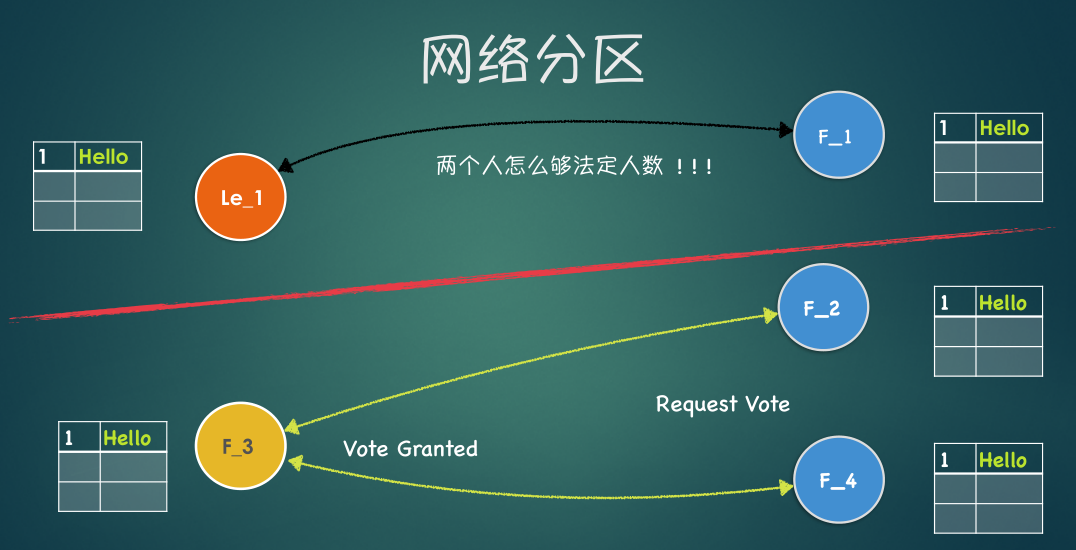 网络分区
1 Hello
Le_1
F_1
1 Hello
两个人怎么够法定人数 !!!
F_2
1 Hello
Request Vote
1 Hello
F_3
Vote Granted
F_4
1 Hello